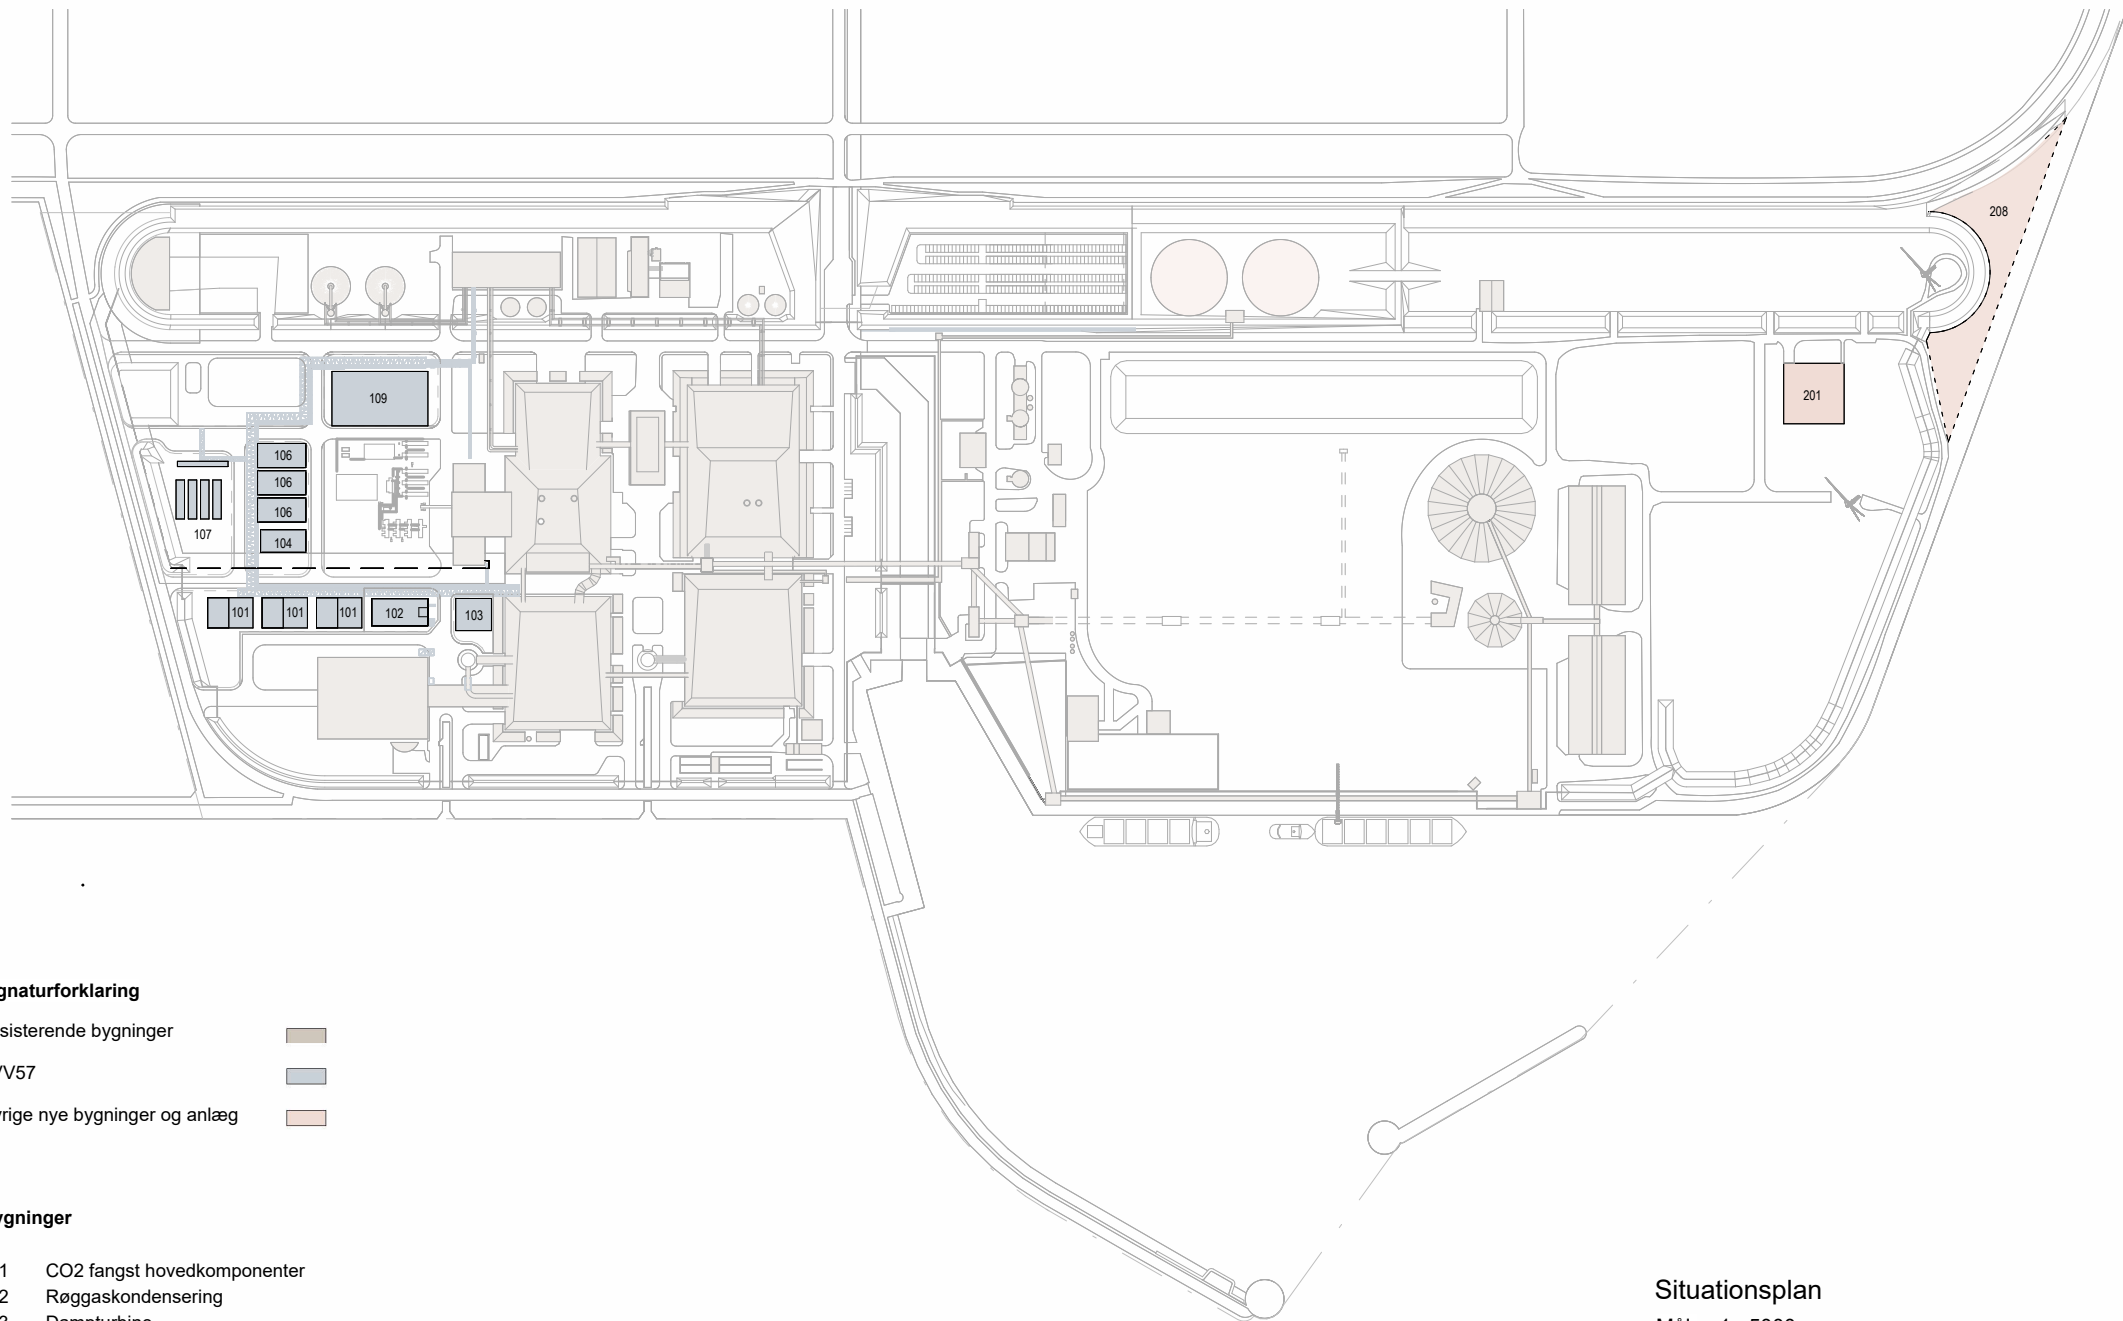 208
201
109
106
106
106
104
107
101
101
101
102
103
gnaturforklaring
sisterende bygninger
V57
rige nye bygninger og anlæg
gninger
1 CO2 fangst hovedkomponenter
2 Røggaskondensering
Situationsplan